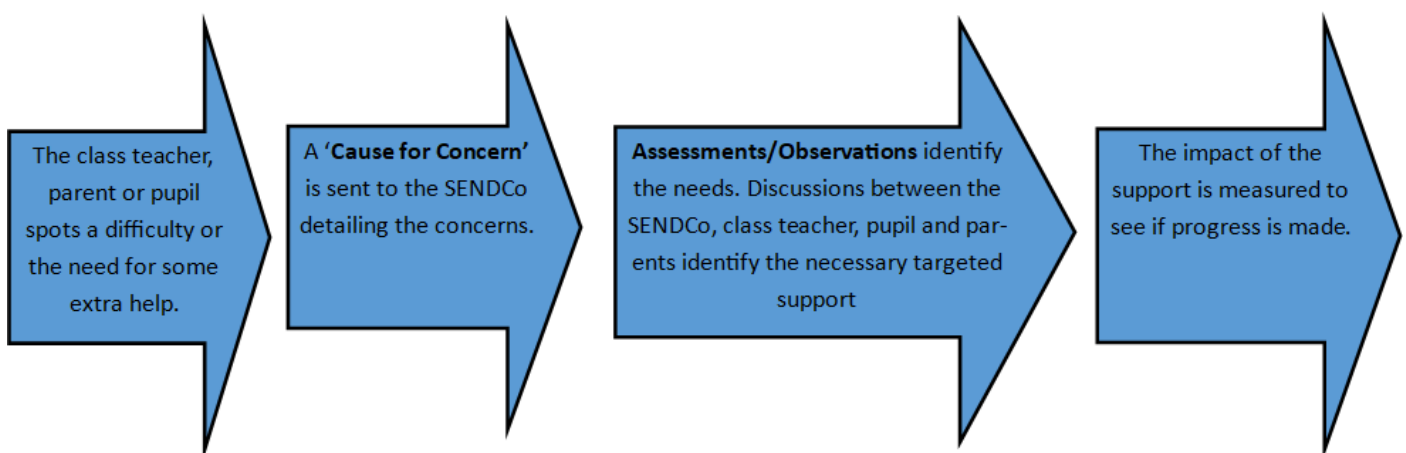 The class teacher,
parent or pupil
spots a difficulty or
the need for some
extra help.
A ‘Cause for Concern’
is sent to the SENDCo
detailing the concerns.
Assessments/Observations identify
the needs. Discussions between the
SENDCo, class teacher, pupil and par-
ents identify the necessary targeted
support
The impact of the
support is measured to
see if progress is made.